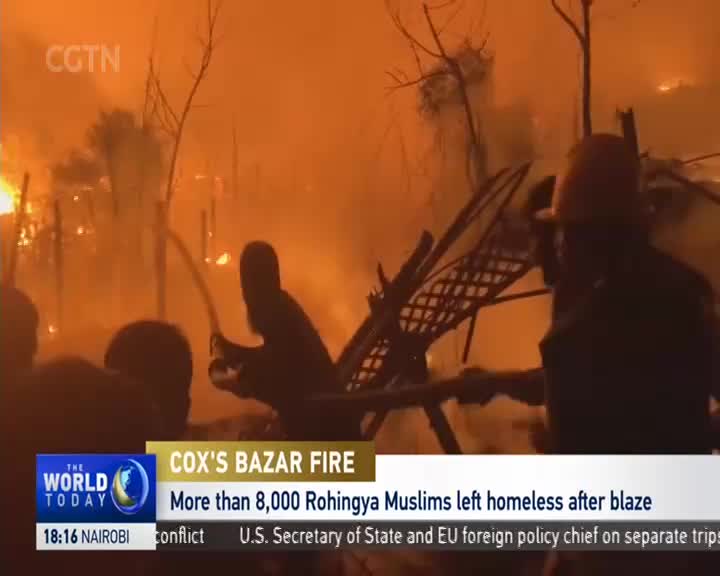 CGTN
COX'S BAZAR FIRE
THE
WORLD
TODAY
More than 8,000 Rohingya Muslims left homeless after blaze
18:16 NAIROBI
conflict U.S. Secretary of State and EU foreign policy chief on separate trips